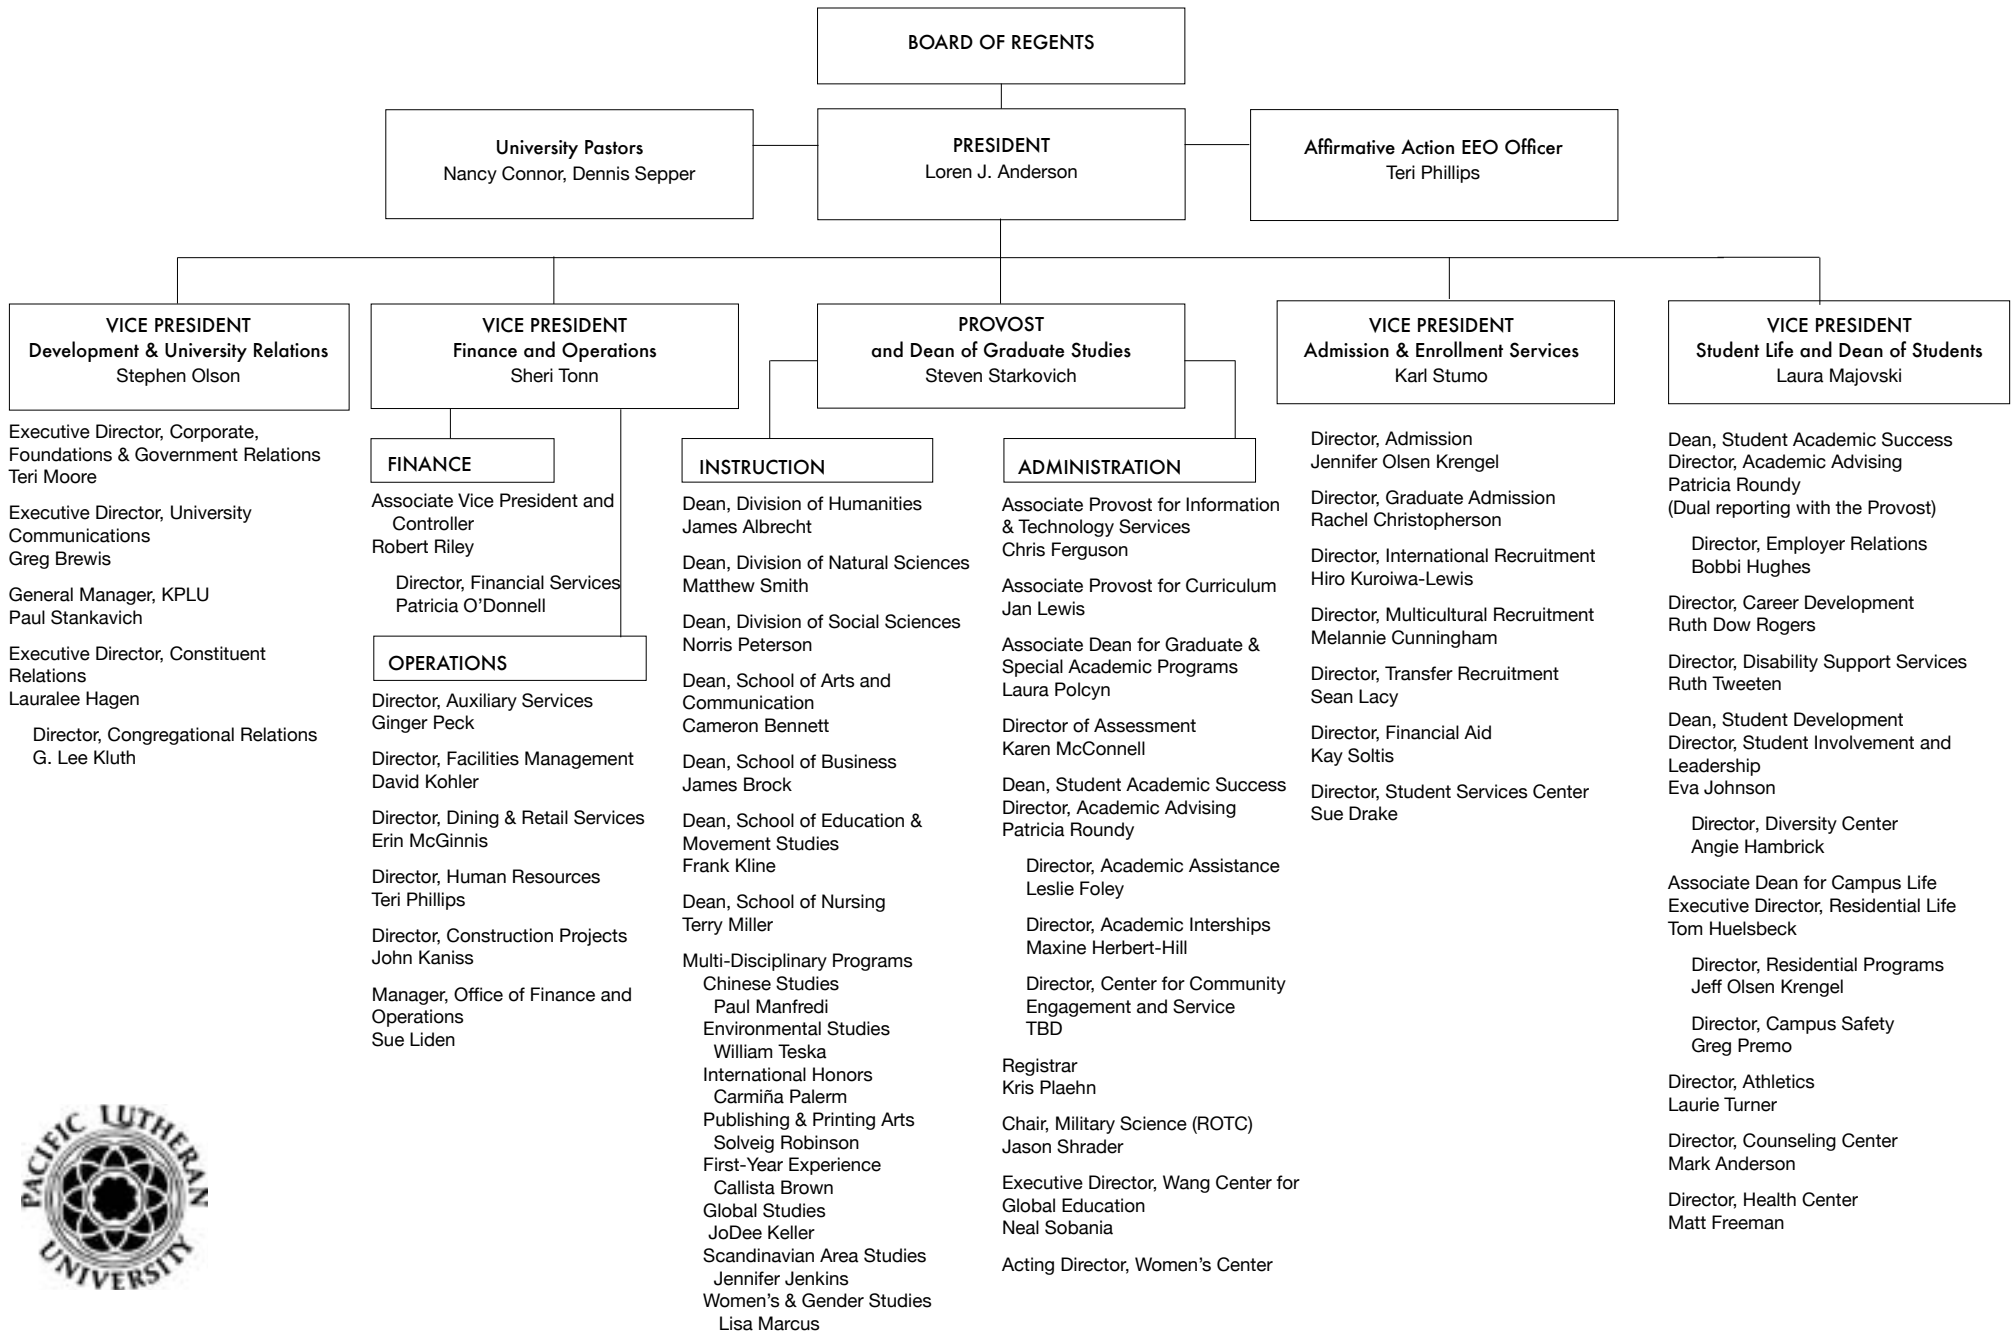 BOARD OF REGENTS
University Pastors
Nancy Connor, Dennis Sepper
PRESIDENT
Loren J. Anderson
Affirmative Action EEO Officer
Teri Phillips
VICE PRESIDENT
Development & University Relations
Stephen Olson
VICE PRESIDENT
Finance and Operations
Sheri Tonn
PROVOST
and Dean of Graduate Studies
Steven Starkovich
VICE PRESIDENT
Admission & Enrollment Services
Karl Stumo
VICE PRESIDENT
Student Life and Dean of Students
Laura Majovski
Executive Director, Corporate,
Foundations & Government Relations
Teri Moore
Executive Director, University
Communications
Greg Brewis
General Manager, KPLU
Paul Stankavich
Executive Director, Constituent
Relations
Lauralee Hagen
Director, Congregational Relations
G. Lee Kluth
FINANCE
Associate Vice President and
Controller
Robert Riley
Director, Financial Services
Patricia O'Donnell
OPERATIONS
Director, Auxiliary Services
Ginger Peck
Director, Facilities Management
David Kohler
Director, Dining & Retail Services
Erin McGinnis
Director, Human Resources
Teri Phillips
Director, Construction Projects
John Kaniss
Manager, Office of Finance and
Operations
Sue Liden
INSTRUCTION
Dean, Division of Humanities
James Albrecht
Dean, Division of Natural Sciences
Matthew Smith
Dean, Division of Social Sciences
Norris Peterson
Dean, School of Arts and
Communication
Cameron Bennett
Dean, School of Business
James Brock
Dean, School of Education &
Movement Studies
Frank Kline
Dean, School of Nursing
Terry Miller
Multi-Disciplinary Programs
Chinese Studies
Paul Manfredi
Environmental Studies
William Teska
International Honors
Carmiña Palerm
Publishing & Printing Arts
Solveig Robinson
First-Year Experience
Callista Brown
Global Studies
JoDee Keller
Scandinavian Area Studies
Jennifer Jenkins
Women's & Gender Studies
Lisa Marcus
ADMINISTRATION
Associate Provost for Information
& Technology Services
Chris Ferguson
Associate Provost for Curriculum
Jan Lewis
Associate Dean for Graduate &
Special Academic Programs
Laura Polcyn
Director of Assessment
Karen McConnell
Dean, Student Academic Success
Director, Academic Advising
Patricia Roundy
Director, Academic Assistance
Leslie Foley
Director, Academic Interships
Maxine Herbert-Hill
Director, Center for Community
Engagement and Service
TBD
Registrar
Kris Plaehn
Chair, Military Science (ROTC)
Jason Shrader
Executive Director, Wang Center for
Global Education
Neal Sobania
Acting Director, Women's Center
Director, Admission
Jennifer Olsen Krengel
Director, Graduate Admission
Rachel Christopherson
Director, International Recruitment
Hiro Kuroiwa-Lewis
Director, Multicultural Recruitment
Melannie Cunningham
Director, Transfer Recruitment
Sean Lacy
Director, Financial Aid
Kay Soltis
Director, Student Services Center
Sue Drake
Dean, Student Academic Success
Director, Academic Advising
Patricia Roundy
(Dual reporting with the Provost)
Director, Employer Relations
Bobbi Hughes
Director, Career Development
Ruth Dow Rogers
Director, Disability Support Services
Ruth Tweeten
Dean, Student Development
Director, Student Involvement and
Leadership
Eva Johnson
Director, Diversity Center
Angie Hambrick
Associate Dean for Campus Life
Executive Director, Residential Life
Tom Huelsbeck
Director, Residential Programs
Jeff Olsen Krengel
Director, Campus Safety
Greg Premo
Director, Athletics
Laurie Turner
Director, Counseling Center
Mark Anderson
Director, Health Center
Matt Freeman
PACIFIC LUTHERAN
UNIVERSITY